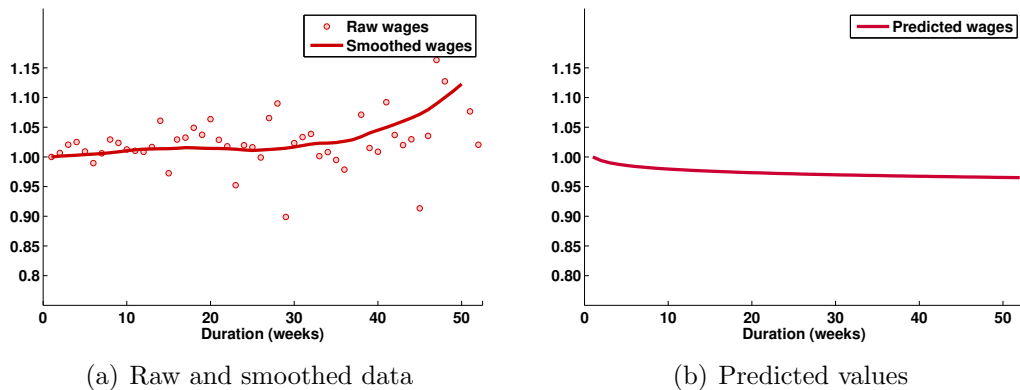 Raw wages
Smoothed wages
1.15
1.10
1.05
1.00
0.95
0.90
0.85
0.8
0 10 20 30 40 50
Duration (weeks)
(a) Raw and smoothed data
Predicted wages
1.15
1.10
1.05
1.00
0.95
0.90
0.85
0.8
0 10 20 30 40 50
Duration (weeks)
(b) Predicted values